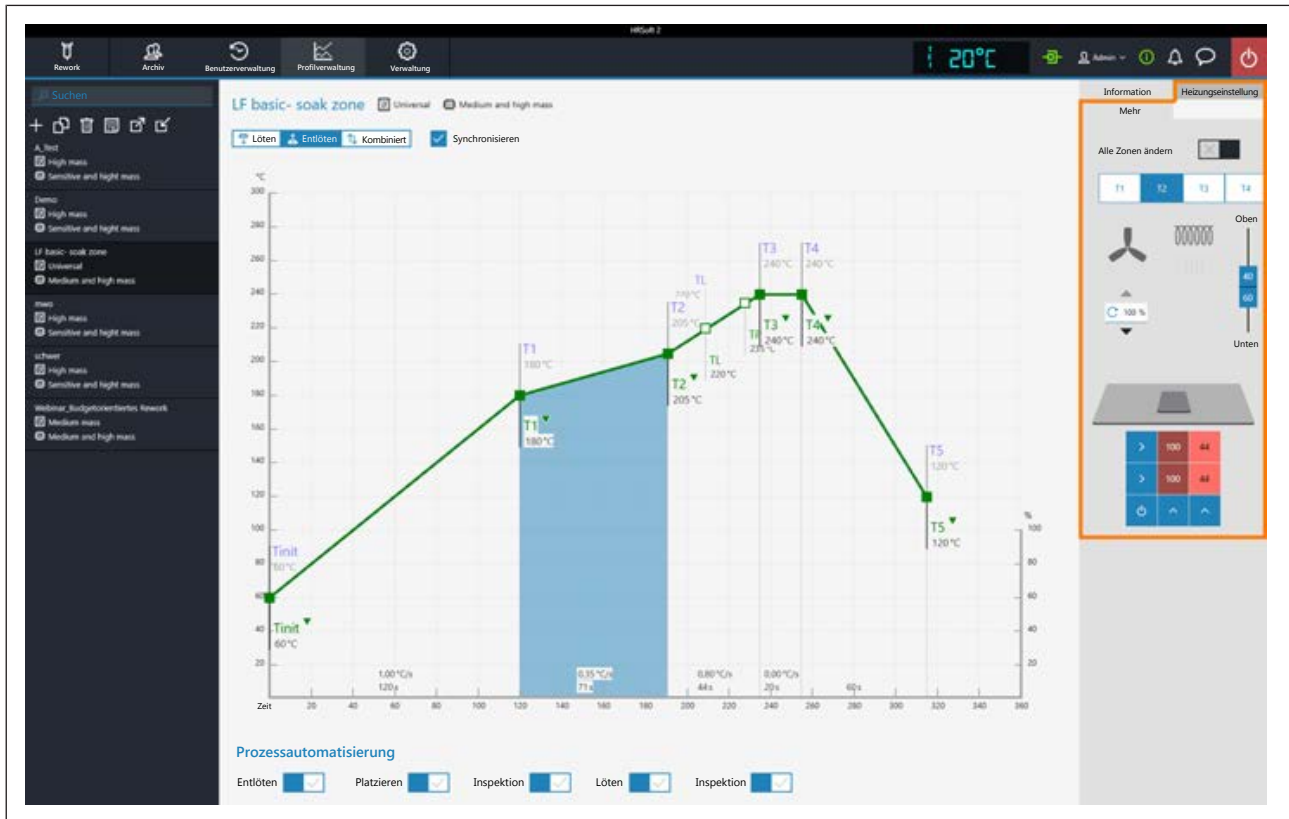 HRSoft 2
Rework
Archiv
Benutzerverwaltung
Profilverwaltung
Verwaltung
20°C
Admin
Suchen
A_Test
High mass
Sensitive and hight mass
Demo
High mass
Sensitive and hight mass
LF basic- soak zone
Universal
Medium and high mass
mwo
High mass
Sensitive and hight mass
schwer
High mass
Sensitive and hight mass
Webinar_Budgetorientiertes Rework
Medium mass
Medium and high mass
LF basic- soak zone Universal Medium and high mass
Löten Entlöten Kombiniert Synchronisieren
°C
300
280
260
240
220
200
180
160
140
120
100
80
60
40
20
Tinit
60°C
Tinit
60°C
T1
180°C
T1
180°C
T2
205°C
T2
205°C
TL
220°C
TL
220°C
235°C
T3
240°C
T3
240°C
T4
240°C
T4
240°C
T5
120°C
T5
120°C
%
100
80
60
40
20
1,00°C/s
120s
0,35 °C/s
71s
0,80°C/s
44s
0,00°C/s
20s
60s
Zeit 20 40 60 80 100 120 140 160 180 200 220 240 260 280 300 320 340 360
Prozessautomatisierung
Entlöten Platzieren Inspektion Löten Inspektion
Information Heizungseinstellung
Mehr
Alle Zonen ändern
T1 T2 T3 T4
Oben
40
60
100 %
Unten
100 44
100 44